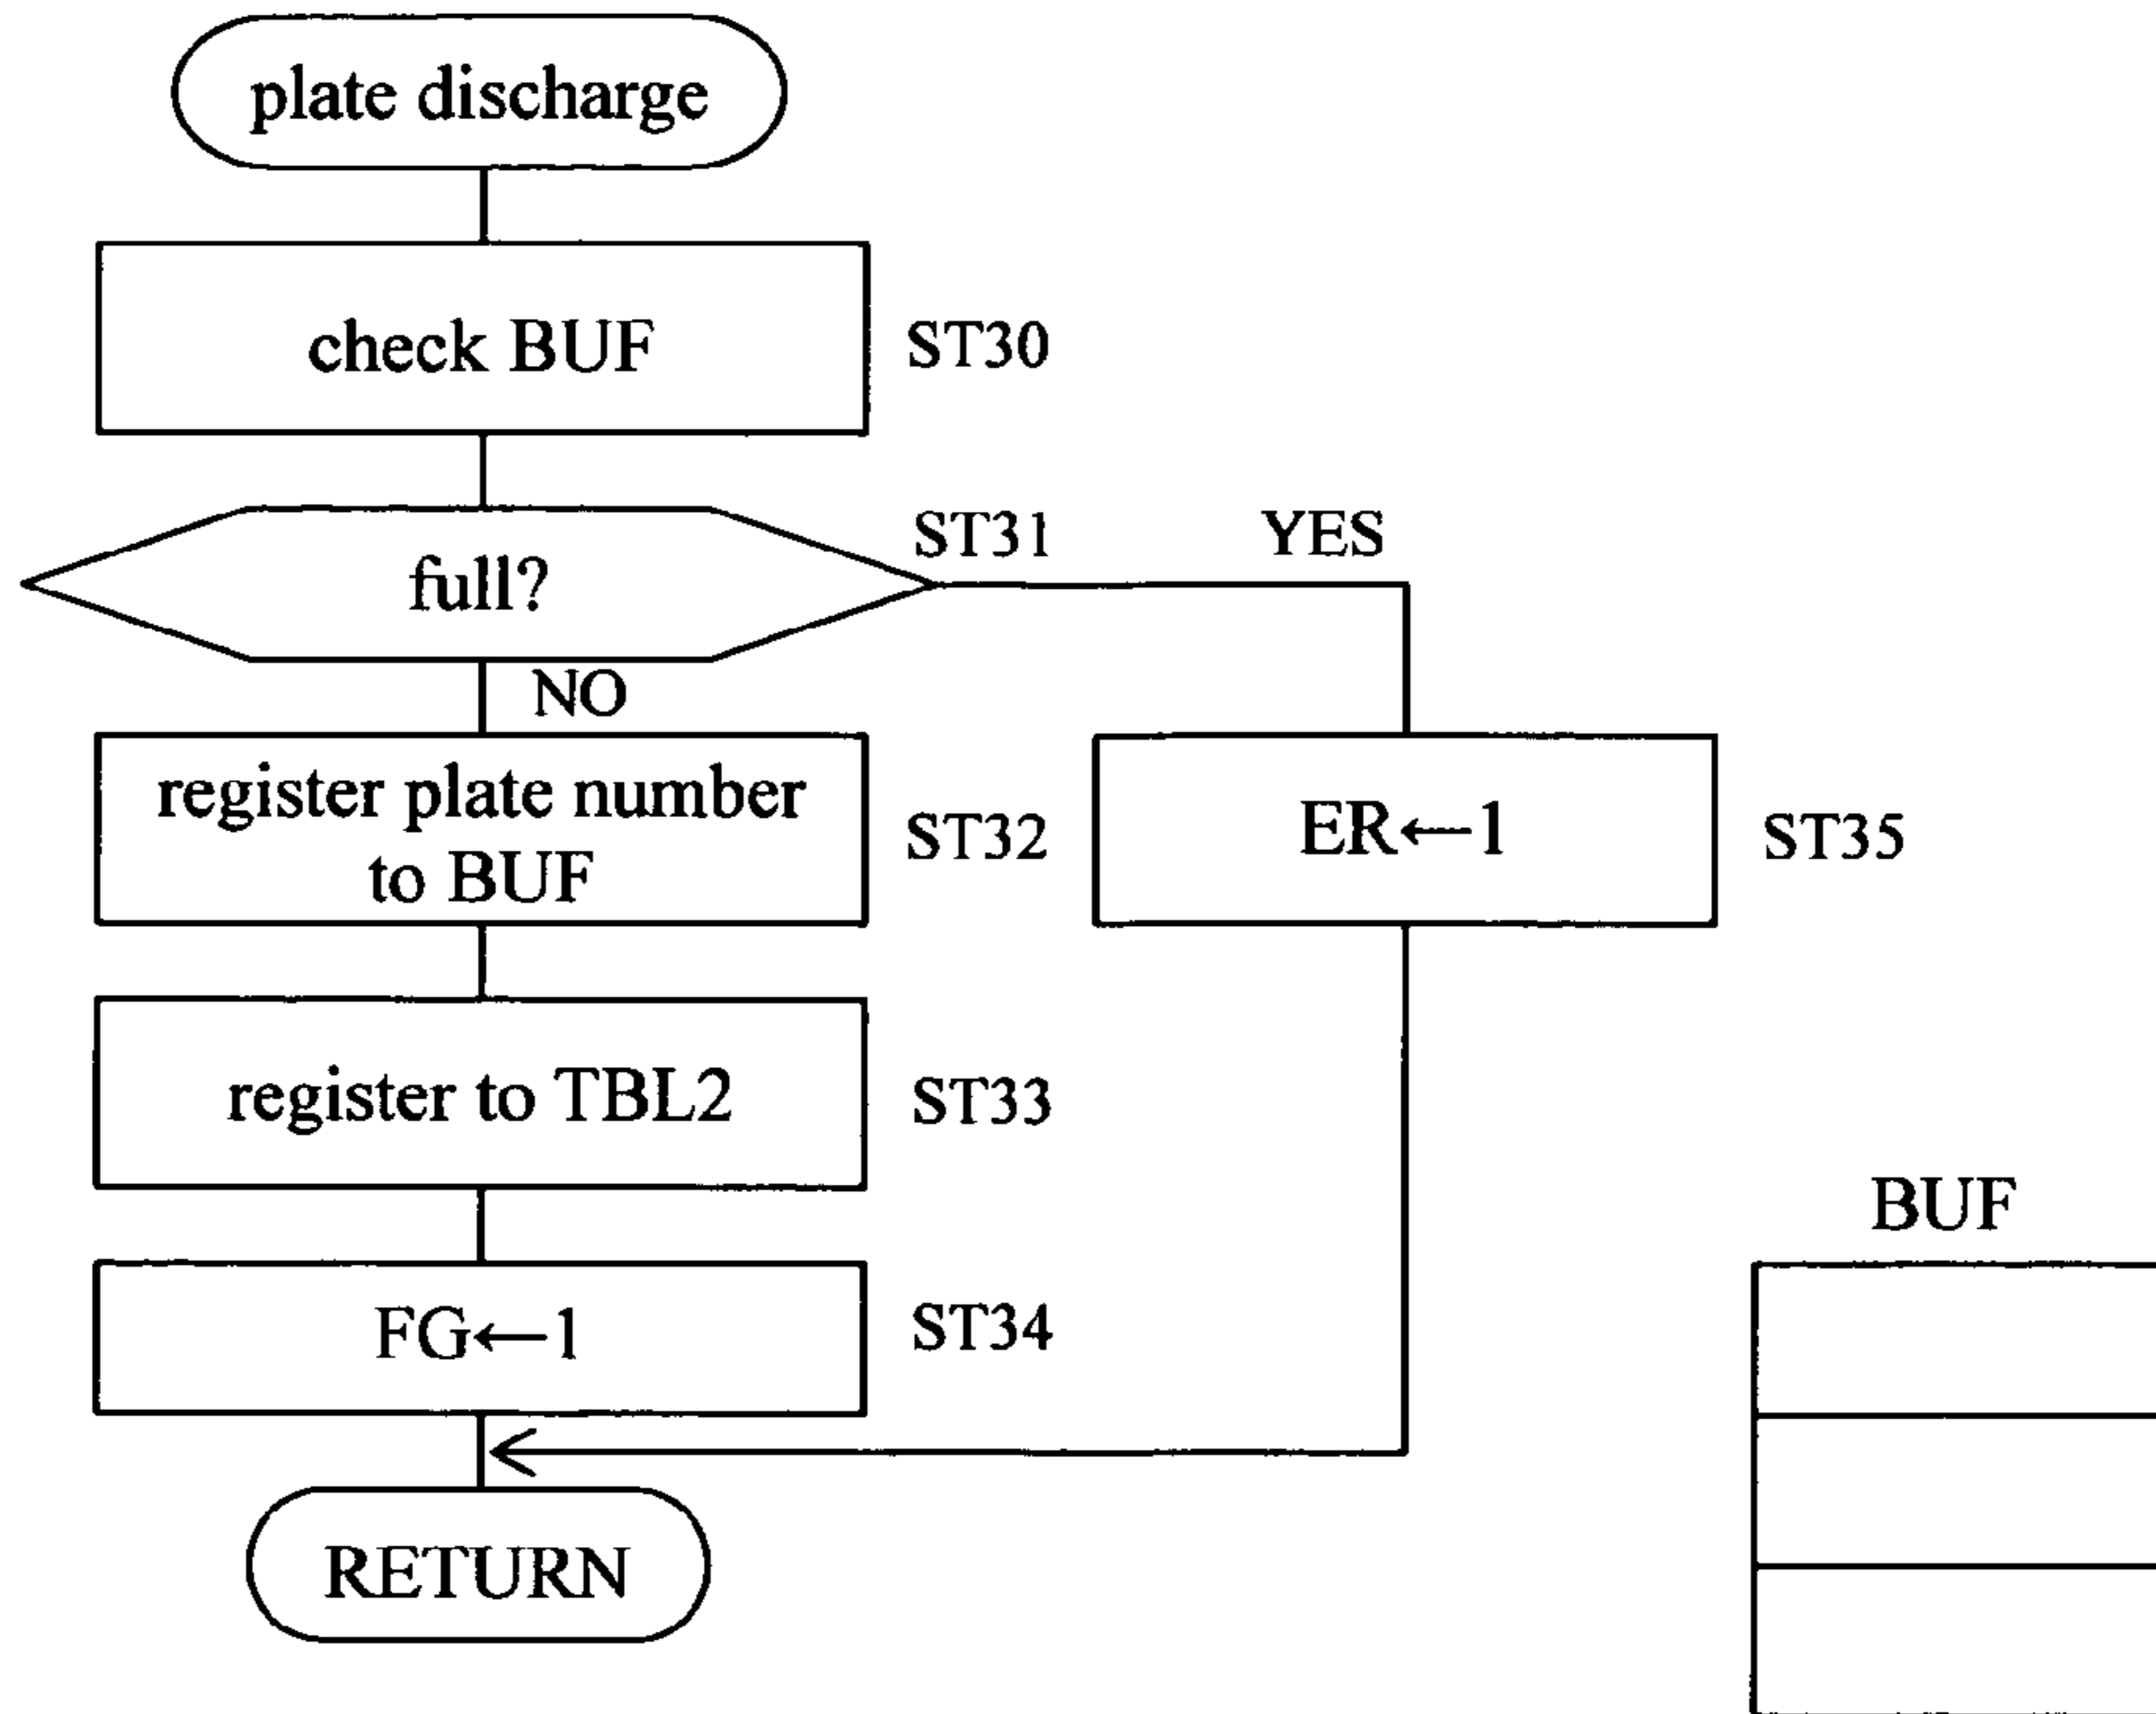 plate discharge
check BUF
ST30
full?
ST31
YES
NO
register plate number
to BUF
ST32
ER←1
ST35
register to TBL2
ST33
FG←1
ST34
RETURN
BUF